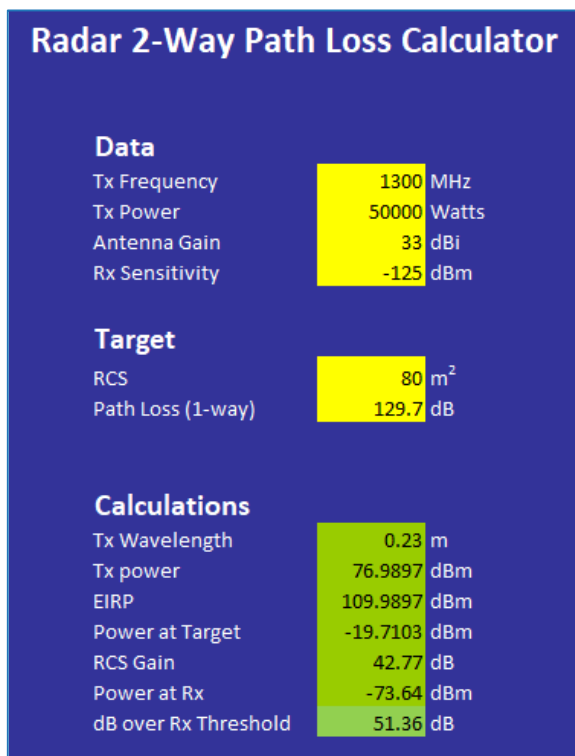 Radar 2-Way Path Loss Calculator
Data
Tx Frequency 1300 MHz
Tx Power 50000 Watts
Antenna Gain 33 dBi
Rx Sensitivity -125 dBm
Target
RCS 80 m²
Path Loss (1-way) 129.7 dB
Calculations
Tx Wavelength 0.23 m
Tx power 76.9897 dBm
EIRP 109.9897 dBm
Power at Target -19.7103 dBm
RCS Gain 42.77 dB
Power at Rx -73.64 dBm
dB over Rx Threshold 51.36 dB